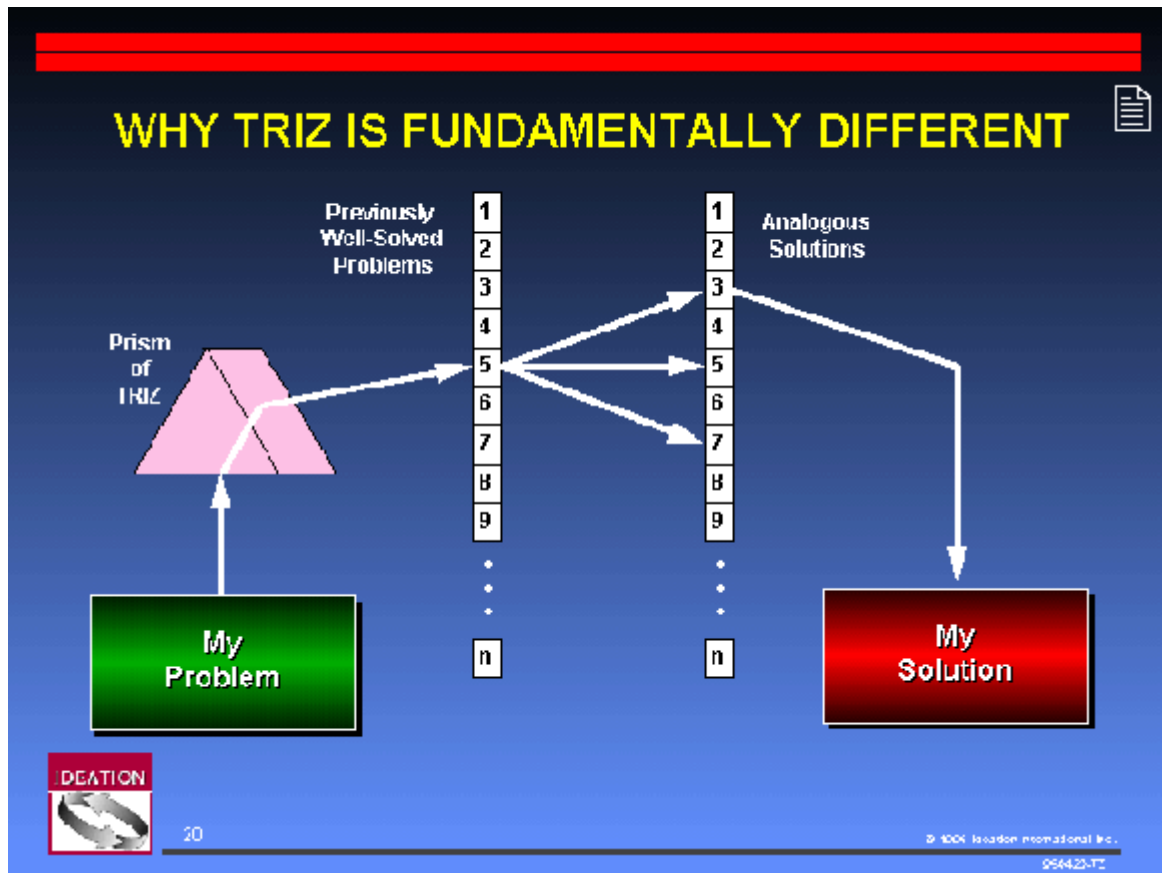 WHY TRIZ IS FUNDAMENTALLY DIFFERENT
Previously
Well-Solved
Problems
Analogous
Solutions
Prism
of
TRIZ
1
2
3
4
5
6
7
8
9
n
1
2
3
4
5
6
7
8
9
n
My
Problem
My
Solution
IDEATION
20
International Inc.